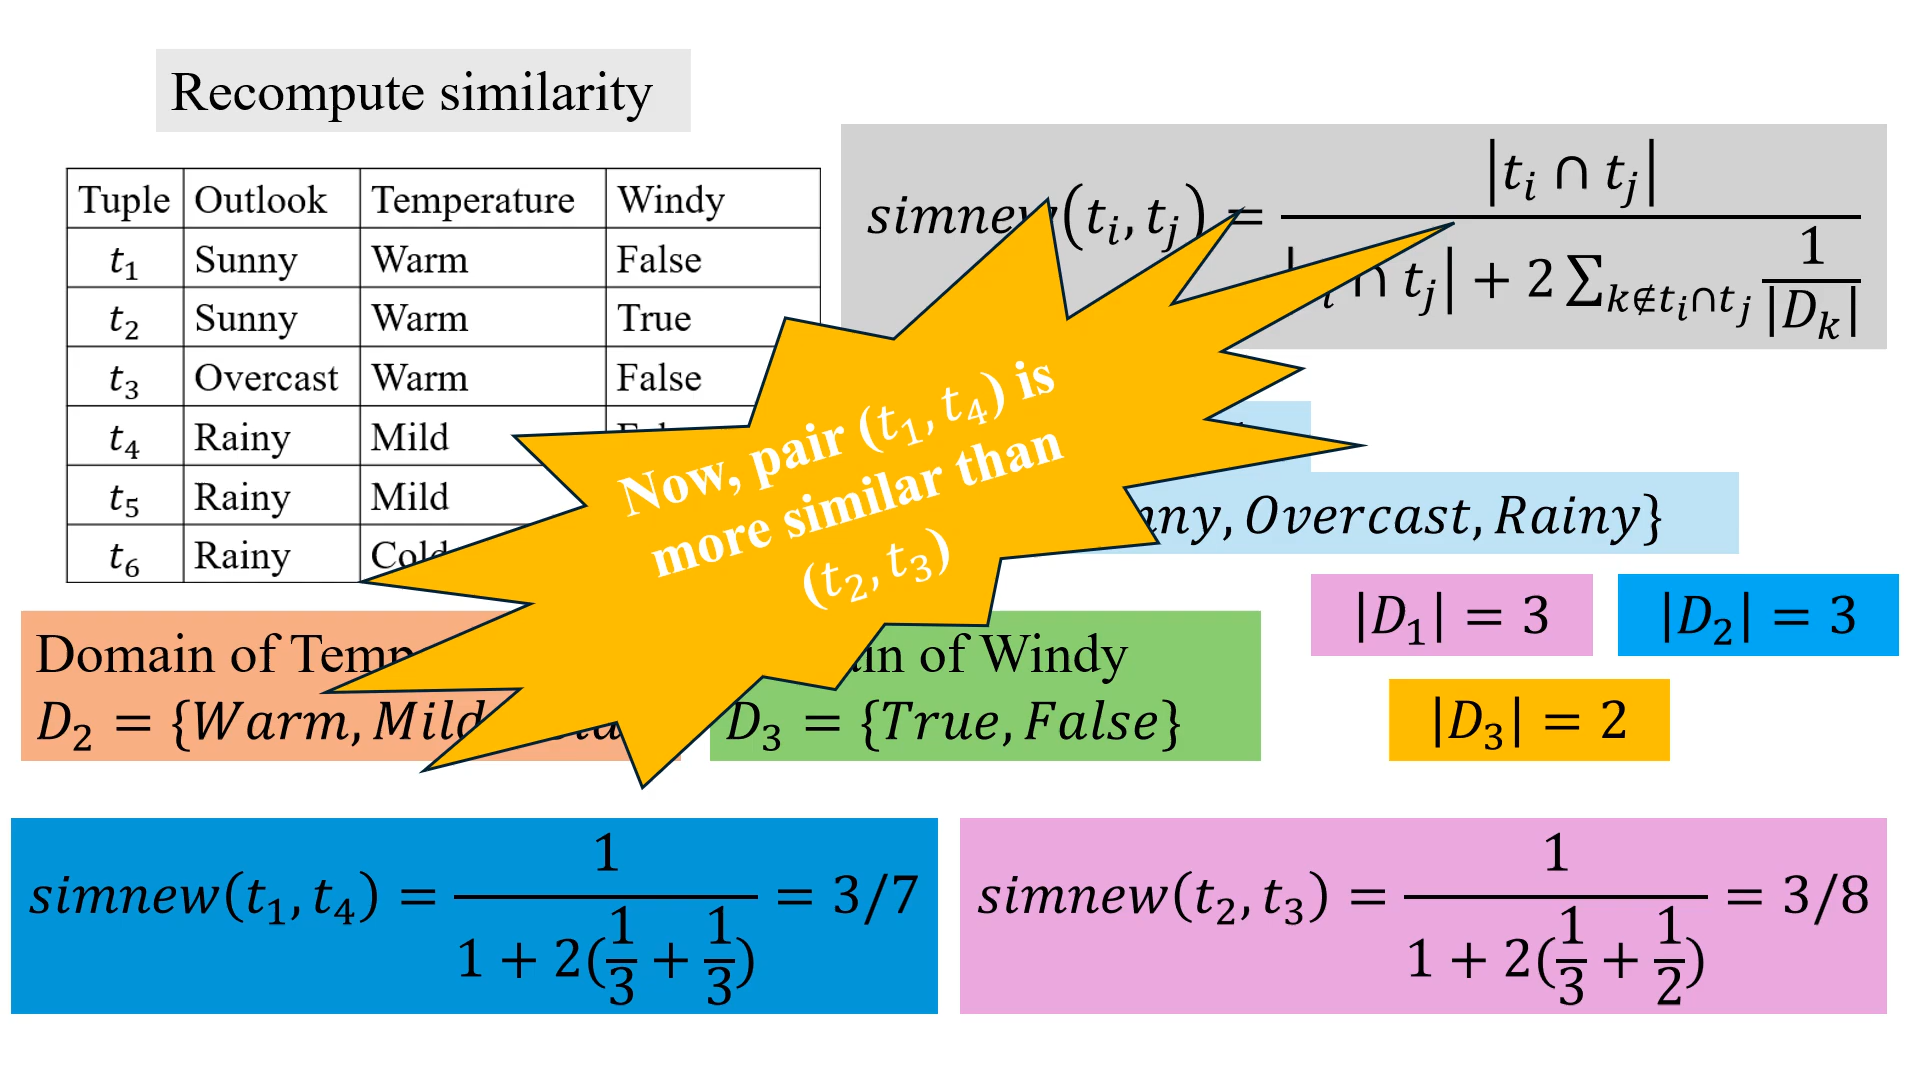 Recompute similarity
simnew(tᵢ, tⱼ) = |tᵢ ∩ tⱼ| / |tᵢ ∩ tⱼ| + 2 ∑ₖ∉tᵢ∩tⱼ 1/|Dₖ|
Tuple Outlook Temperature Windy
t₁ Sunny Warm False
t₂ Sunny Warm True
t₃ Overcast Warm False
t₄ Rainy Mild
t₅ Rainy Mild
t₆ Rainy Cold
Now, pair (t₁, t₄) is
more similar than
(t₂, t₃)
Overcast, Rainy}
|D₁| = 3
|D₂| = 3
|D₃| = 2
Domain of
D₂ = {Warm, Mild
of Windy
D₃ = {True, False}
simnew(t₁, t₄) = 1 / 1 + 2(1/3 + 1/3) = 3/7
simnew(t₂, t₃) = 1 / 1 + 2(1/3 + 1/2) = 3/8